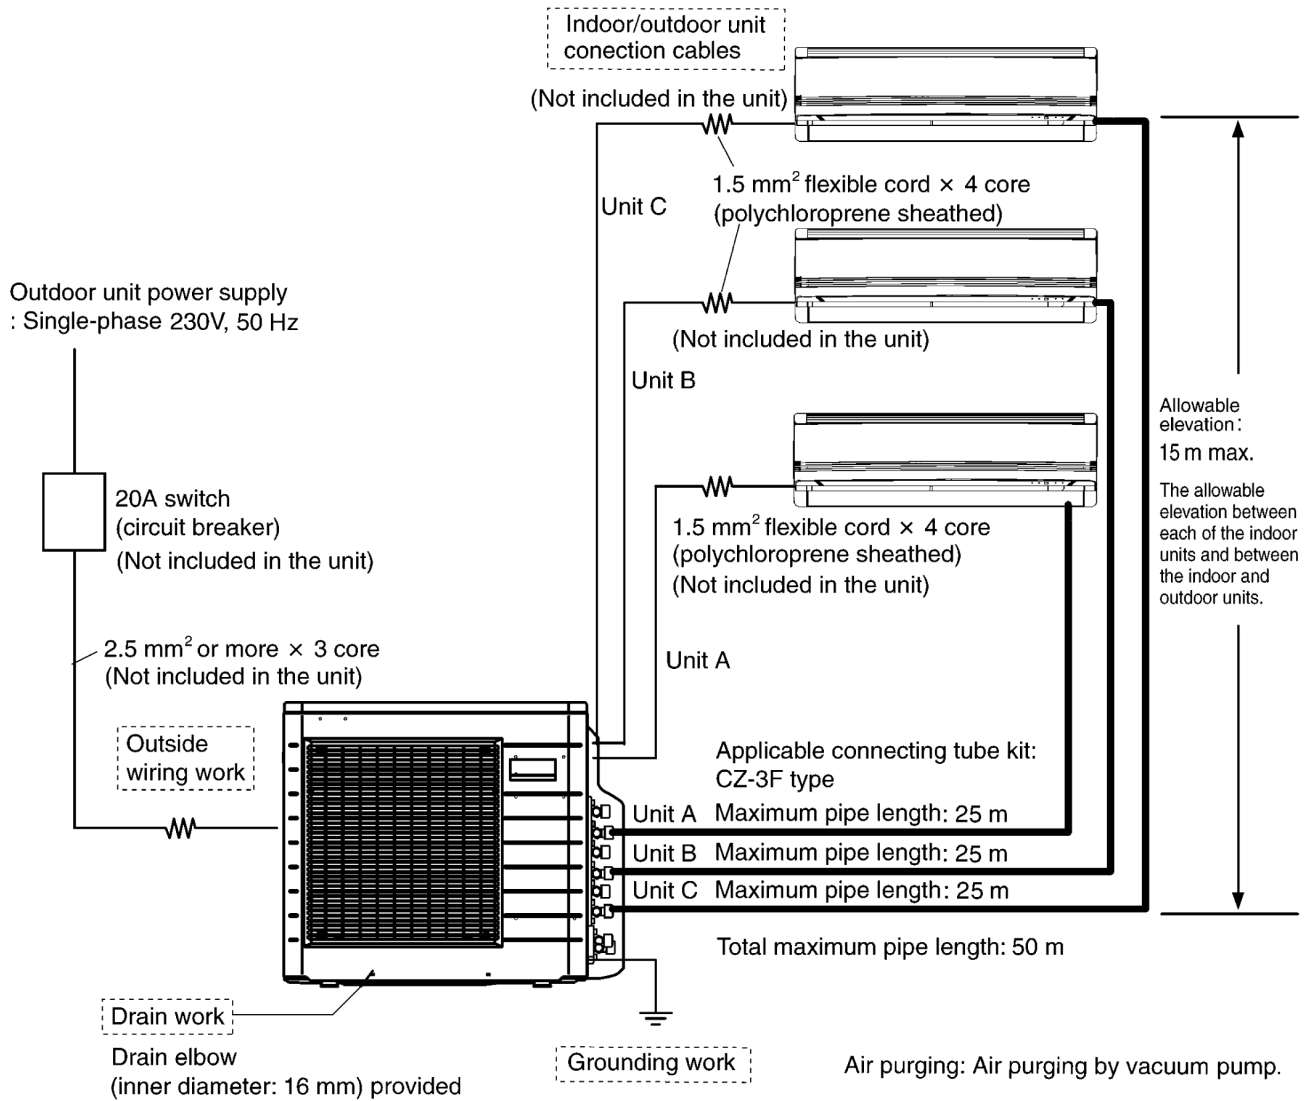 Indoor/outdoor unit
conection cables
(Not included in the unit)
1.5 mm² flexible cord × 4 core
(polychloroprene sheathed)
Unit C
Outdoor unit power supply
: Single-phase 230V, 50 Hz
(Not included in the unit)
Unit B
Allowable
elevation:
15 m max.
The allowable
elevation between
each of the indoor
units and between
the indoor and
outdoor units.
20A switch
(circuit breaker)
(Not included in the unit)
1.5 mm² flexible cord × 4 core
(polychloroprene sheathed)
(Not included in the unit)
2.5 mm² or more × 3 core
(Not included in the unit)
Unit A
Outside
wiring work
Applicable connecting tube kit:
CZ-3F type
Unit A Maximum pipe length: 25 m
Unit B Maximum pipe length: 25 m
Unit C Maximum pipe length: 25 m
Total maximum pipe length: 50 m
Drain work
Drain elbow
(inner diameter: 16 mm) provided
Grounding work
Air purging: Air purging by vacuum pump.